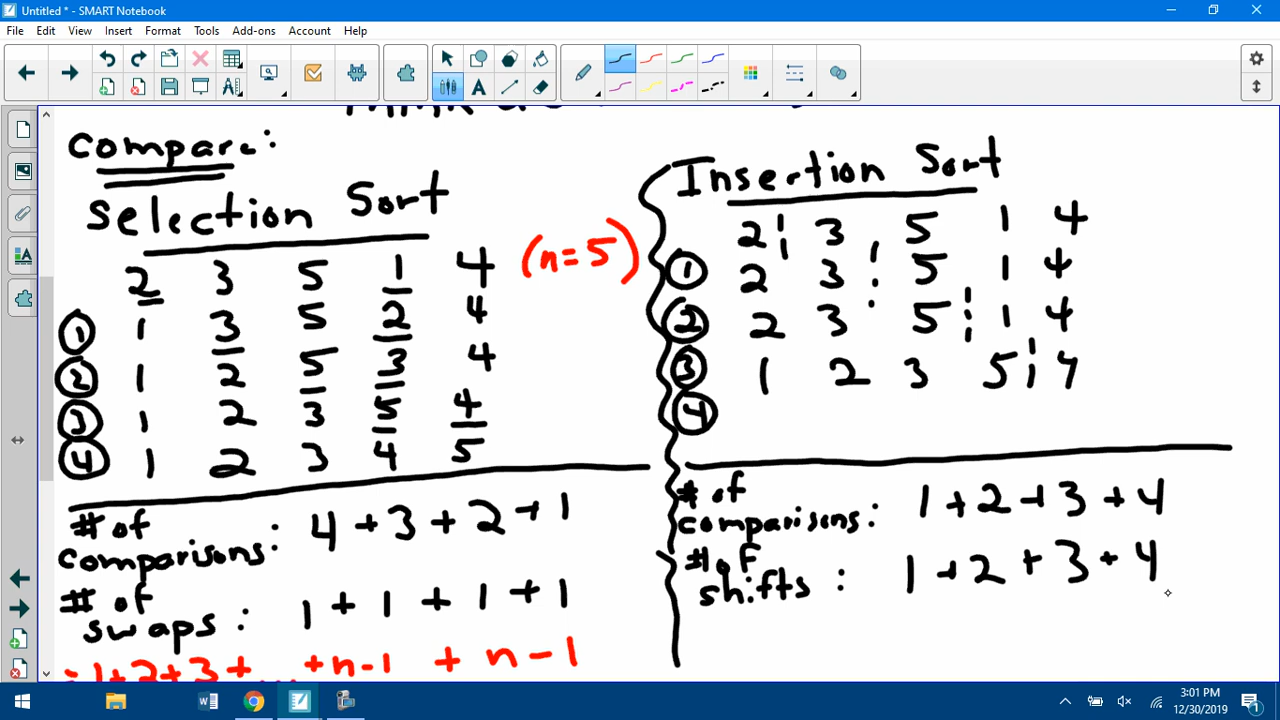 Untitled * - SMART Notebook
File Edit View Insert Format Tools Add-ons Account Help
Compare:
Selection Sort
2 3 5 1 4
(n=5)
① 1 3 5 2 4
② 1 2 5 3 4
③ 1 2 3 5 4
④ 1 2 3 4 5
# of
comparisons: 4+3+2+1
# of
swaps: 1+1+1+1
=1+2+3+...+n-1 + n-1
Insertion Sort
2¦ 3 5 1 4
① 2 3¦ 5 1 4
② 2 3 5¦ 1 4
③ 1 2 3 5¦ 4
④
# of
comparisons: 1+2+3+4
# of
shifts: 1+2+3+4
3:01 PM
12/30/2019